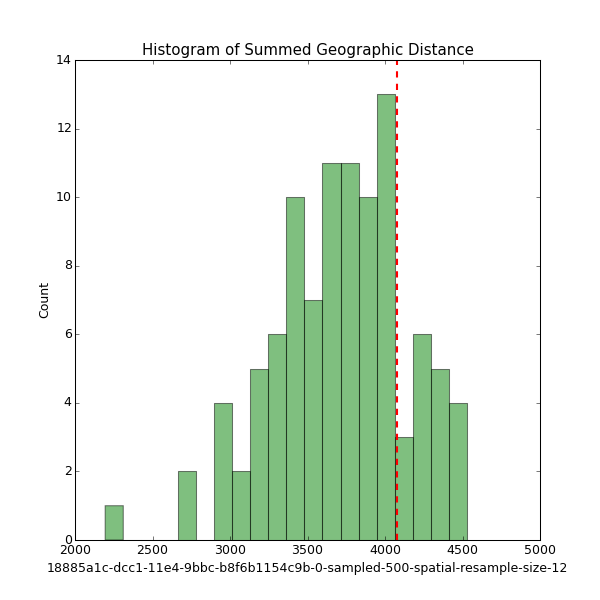 Histogram of Summed Geographic Distance
14
12
10
8
6
4
2
0
Count
2000 2500 3000 3500 4000 4500 5000
18885a1c-dcc1-11e4-9bbc-b8f6b1154c9b-0-sampled-500-spatial-resample-size-12